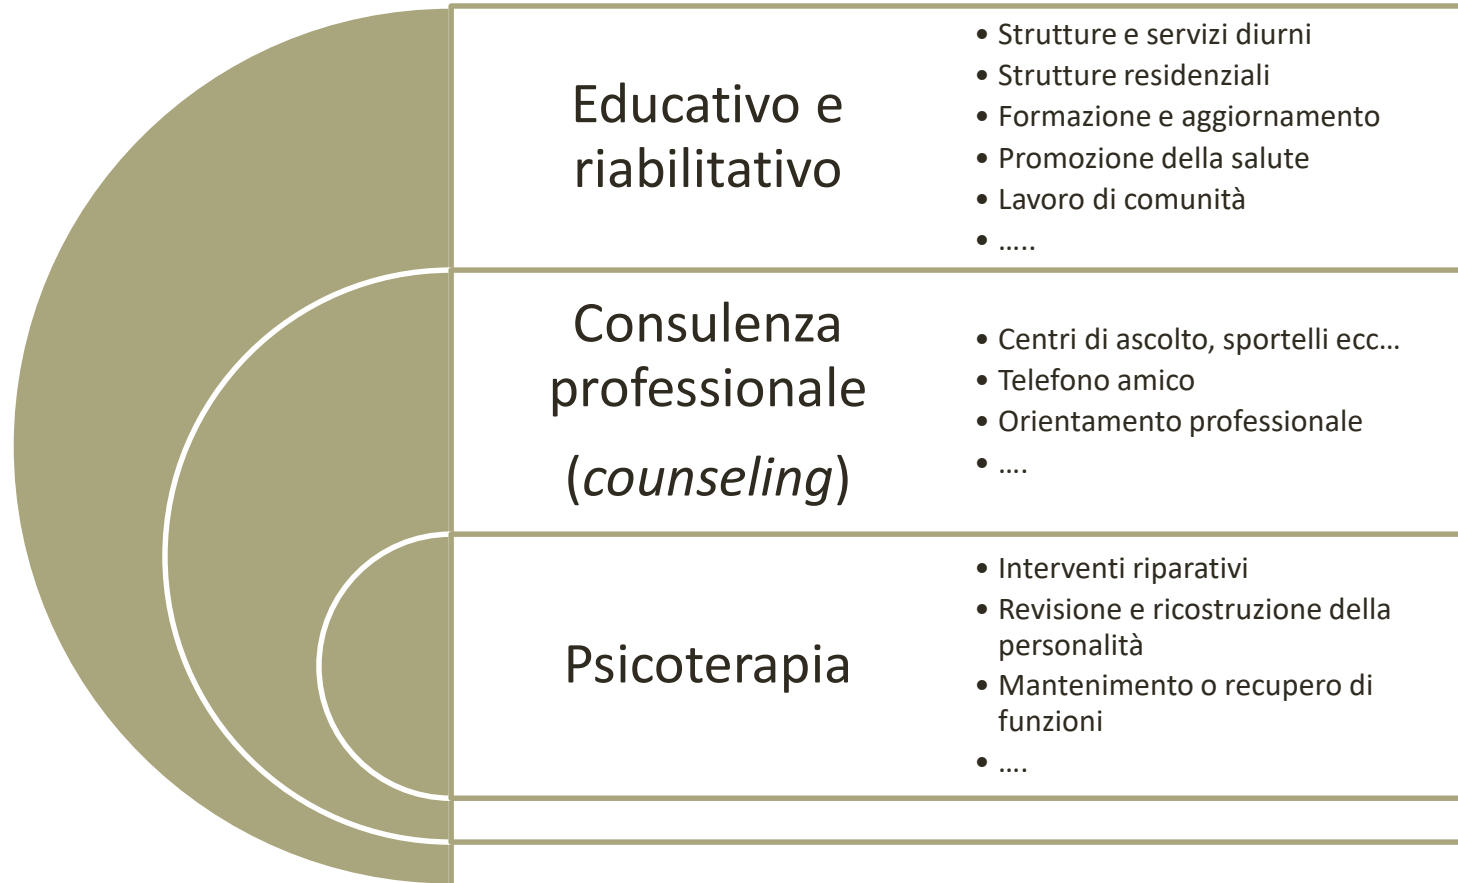 Educativo e
riabilitativo
• Strutture e servizi diurni
• Strutture residenziali
• Formazione e aggiornamento
• Promozione della salute
• Lavoro di comunità
• …..
Consulenza
professionale
(counseling)
• Centri di ascolto, sportelli ecc…
• Telefono amico
• Orientamento professionale
• ….
Psicoterapia
• Interventi riparativi
• Revisione e ricostruzione della
personalità
• Mantenimento o recupero di
funzioni
• ….